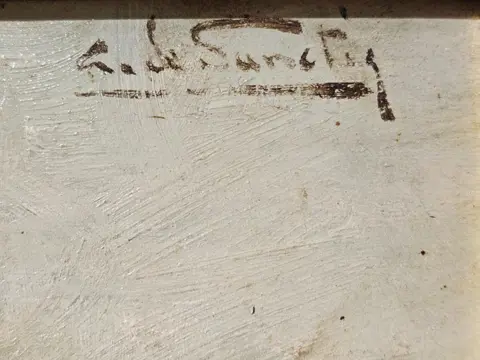 G. de Sanctis